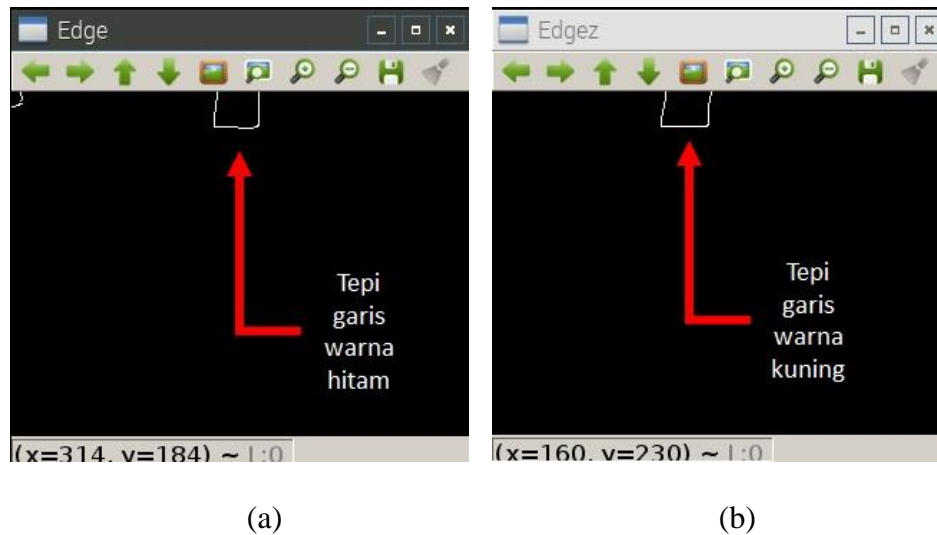 Edge
Edgez
Tepi
garis
warna
hitam
Tepi
garis
warna
kuning
(x=314, y=184) ~ L:0
(x=160, y=230) ~ L:0
(a)
(b)